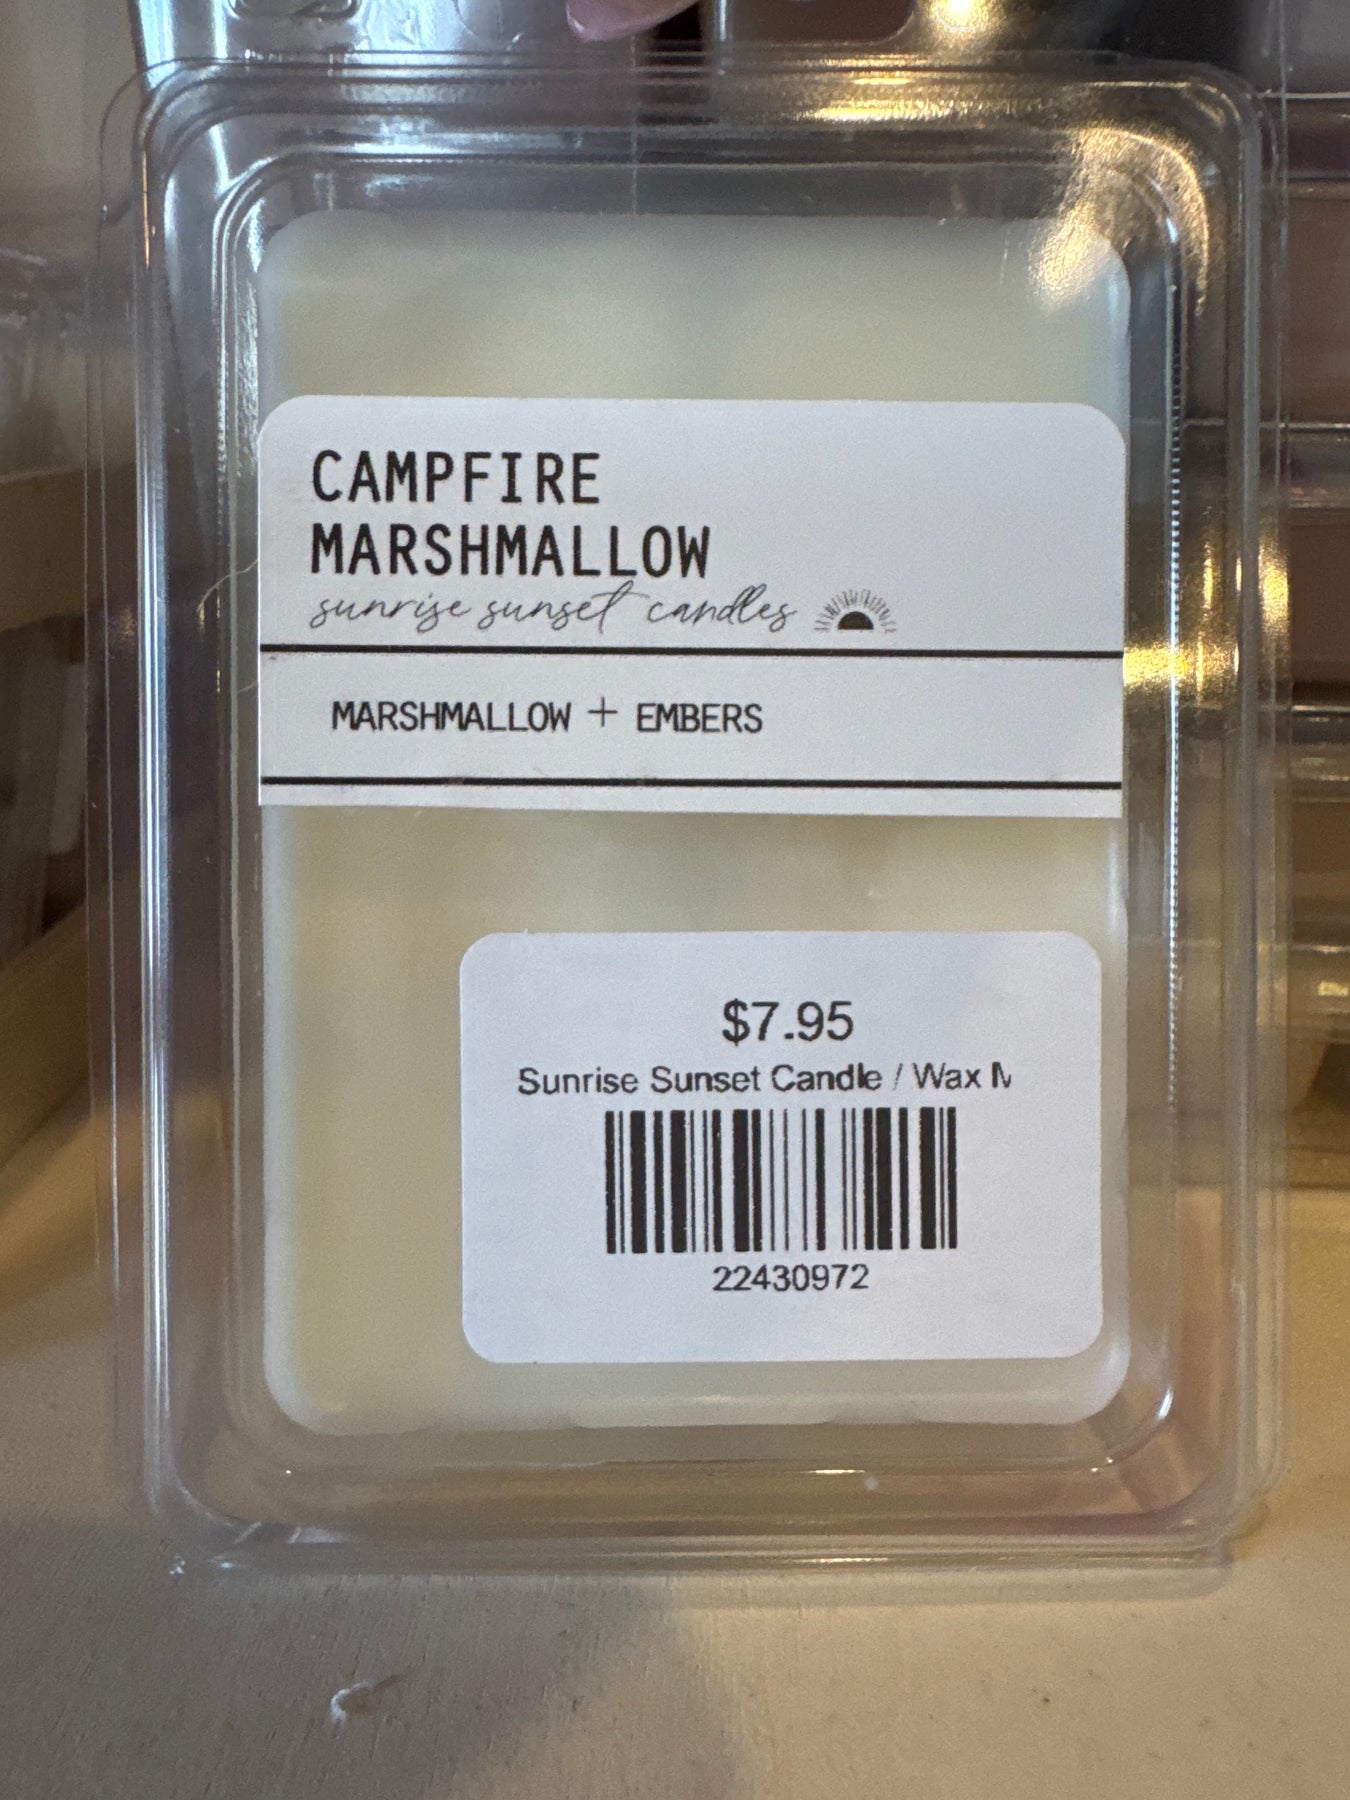 CAMPFIRE
MARSHMALLOW
sunrise sunset candles
MARSHMALLOW + EMBERS
$7.95
Sunrise Sunset Candle / Wax M
22430972